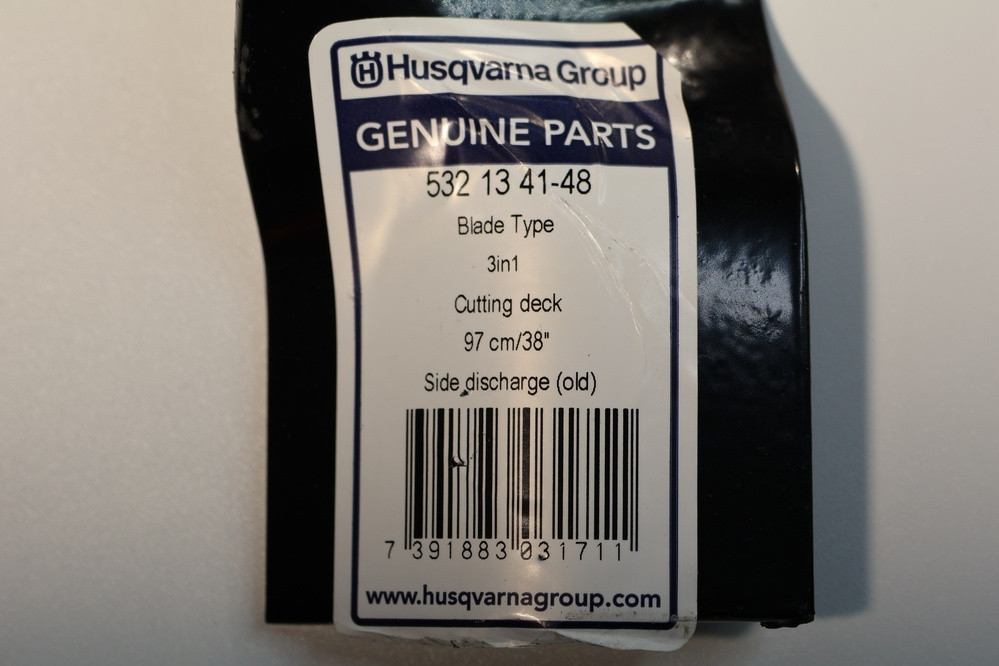 Husqvarna Group
GENUINE PARTS
532 13 41-48
Blade Type
3in1
Cutting deck
97 cm/38"
Side discharge (old)
7 391883 031711
www.husqvarnagroup.com